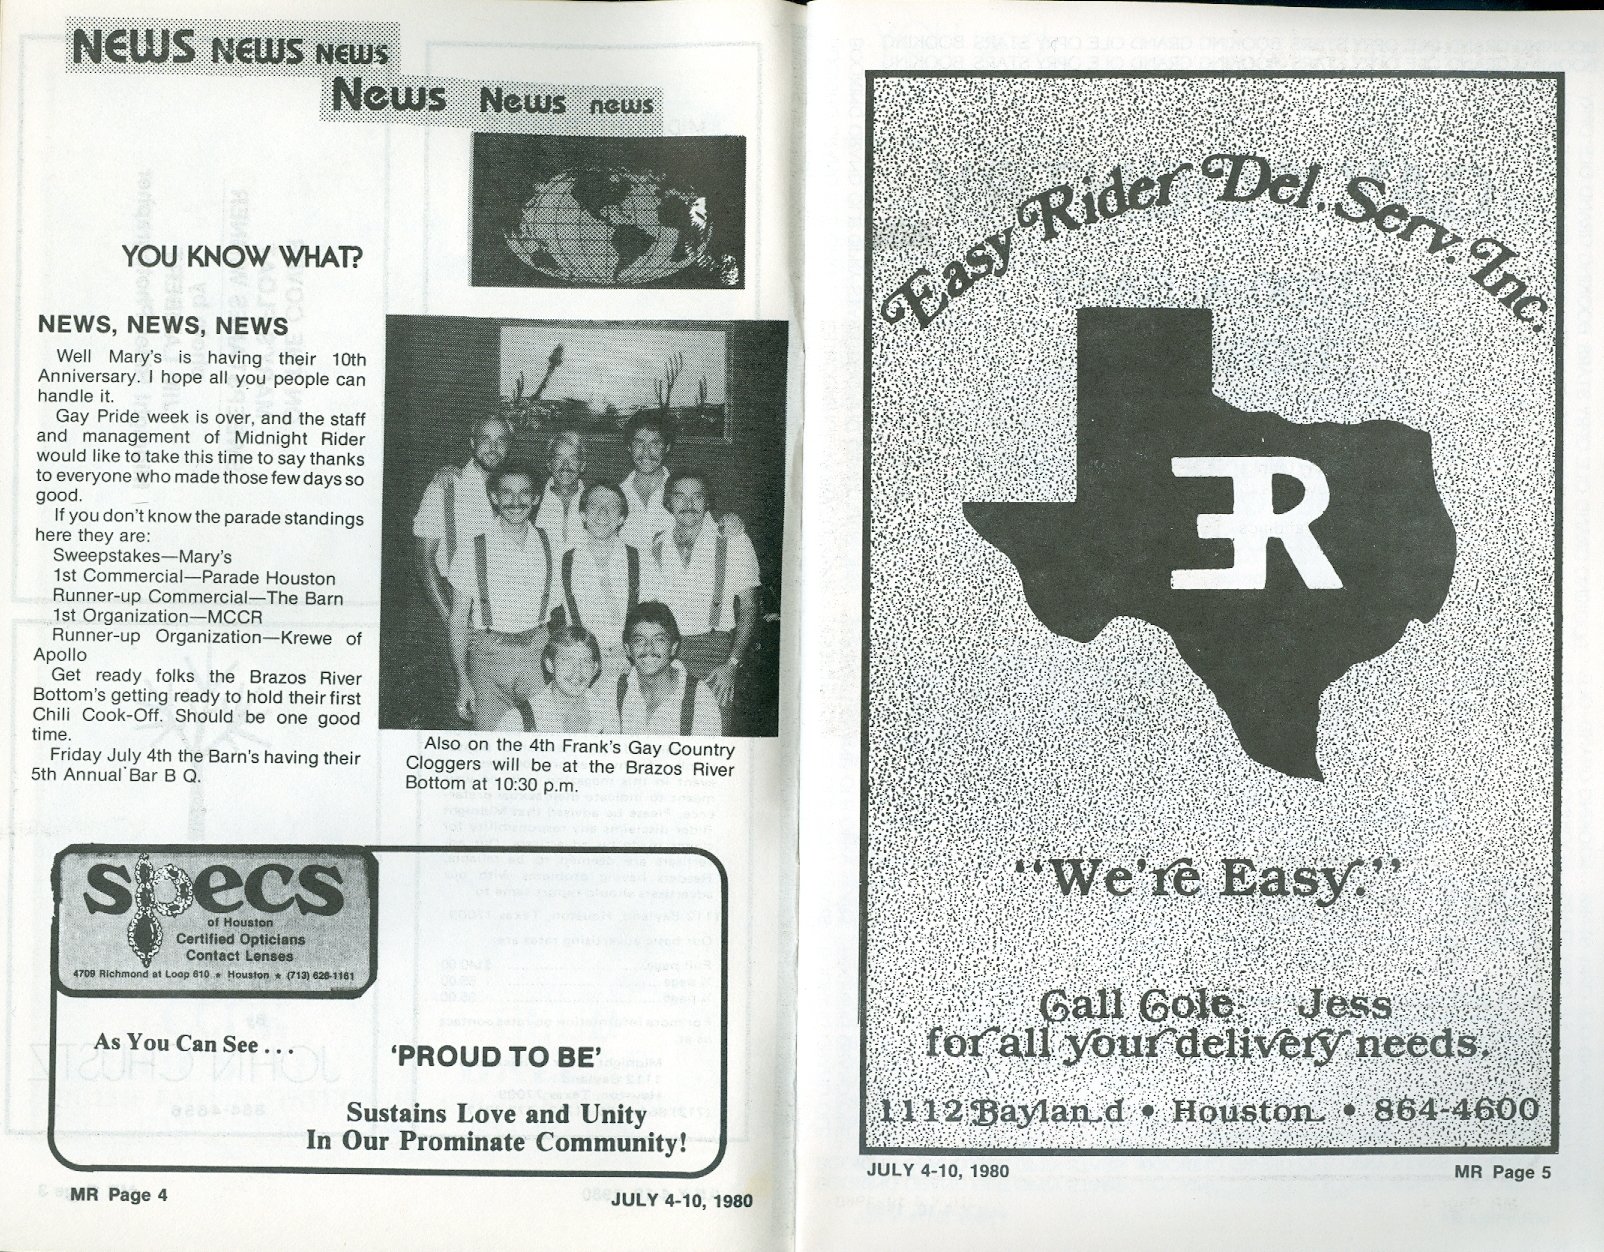 NEWS NEWS NEWS
News News news
YOU KNOW WHAT?
NEWS, NEWS, NEWS
Well Mary's is having their 10th
Anniversary. I hope all you people can
handle it.
Gay Pride week is over, and the staff
and management of Midnight Rider
would like to take this time to say thanks
to everyone who made those few days so
good.
If you don't know the parade standings
here they are:
Sweepstakes—Mary's
1st Commercial—Parade Houston
Runner-up Commercial—The Barn
1st Organization—MCCR
Runner-up Organization—Krewe of
Apollo
Get ready folks the Brazos River
Bottom's getting ready to hold their first
Chili Cook-Off. Should be one good
time.
Friday July 4th the Barn's having their
5th Annual Bar B Q.
Also on the 4th Frank's Gay Country
Cloggers will be at the Brazos River
Bottom at 10:30 p.m.
specs
of Houston
Certified Opticians
Contact Lenses
4709 Richmond at Loop 610 ★ Houston ★ (713) 626-1161
As You Can See . . .
'PROUD TO BE'
Sustains Love and Unity
In Our Prominate Community!
MR Page 4
JULY 4-10, 1980
Easy Rider Del. Serv. Inc.
ER
"We're Easy."
Call Cole Jess
for all your delivery needs.
1112 Bayland • Houston • 864-4600
JULY 4-10, 1980
MR Page 5